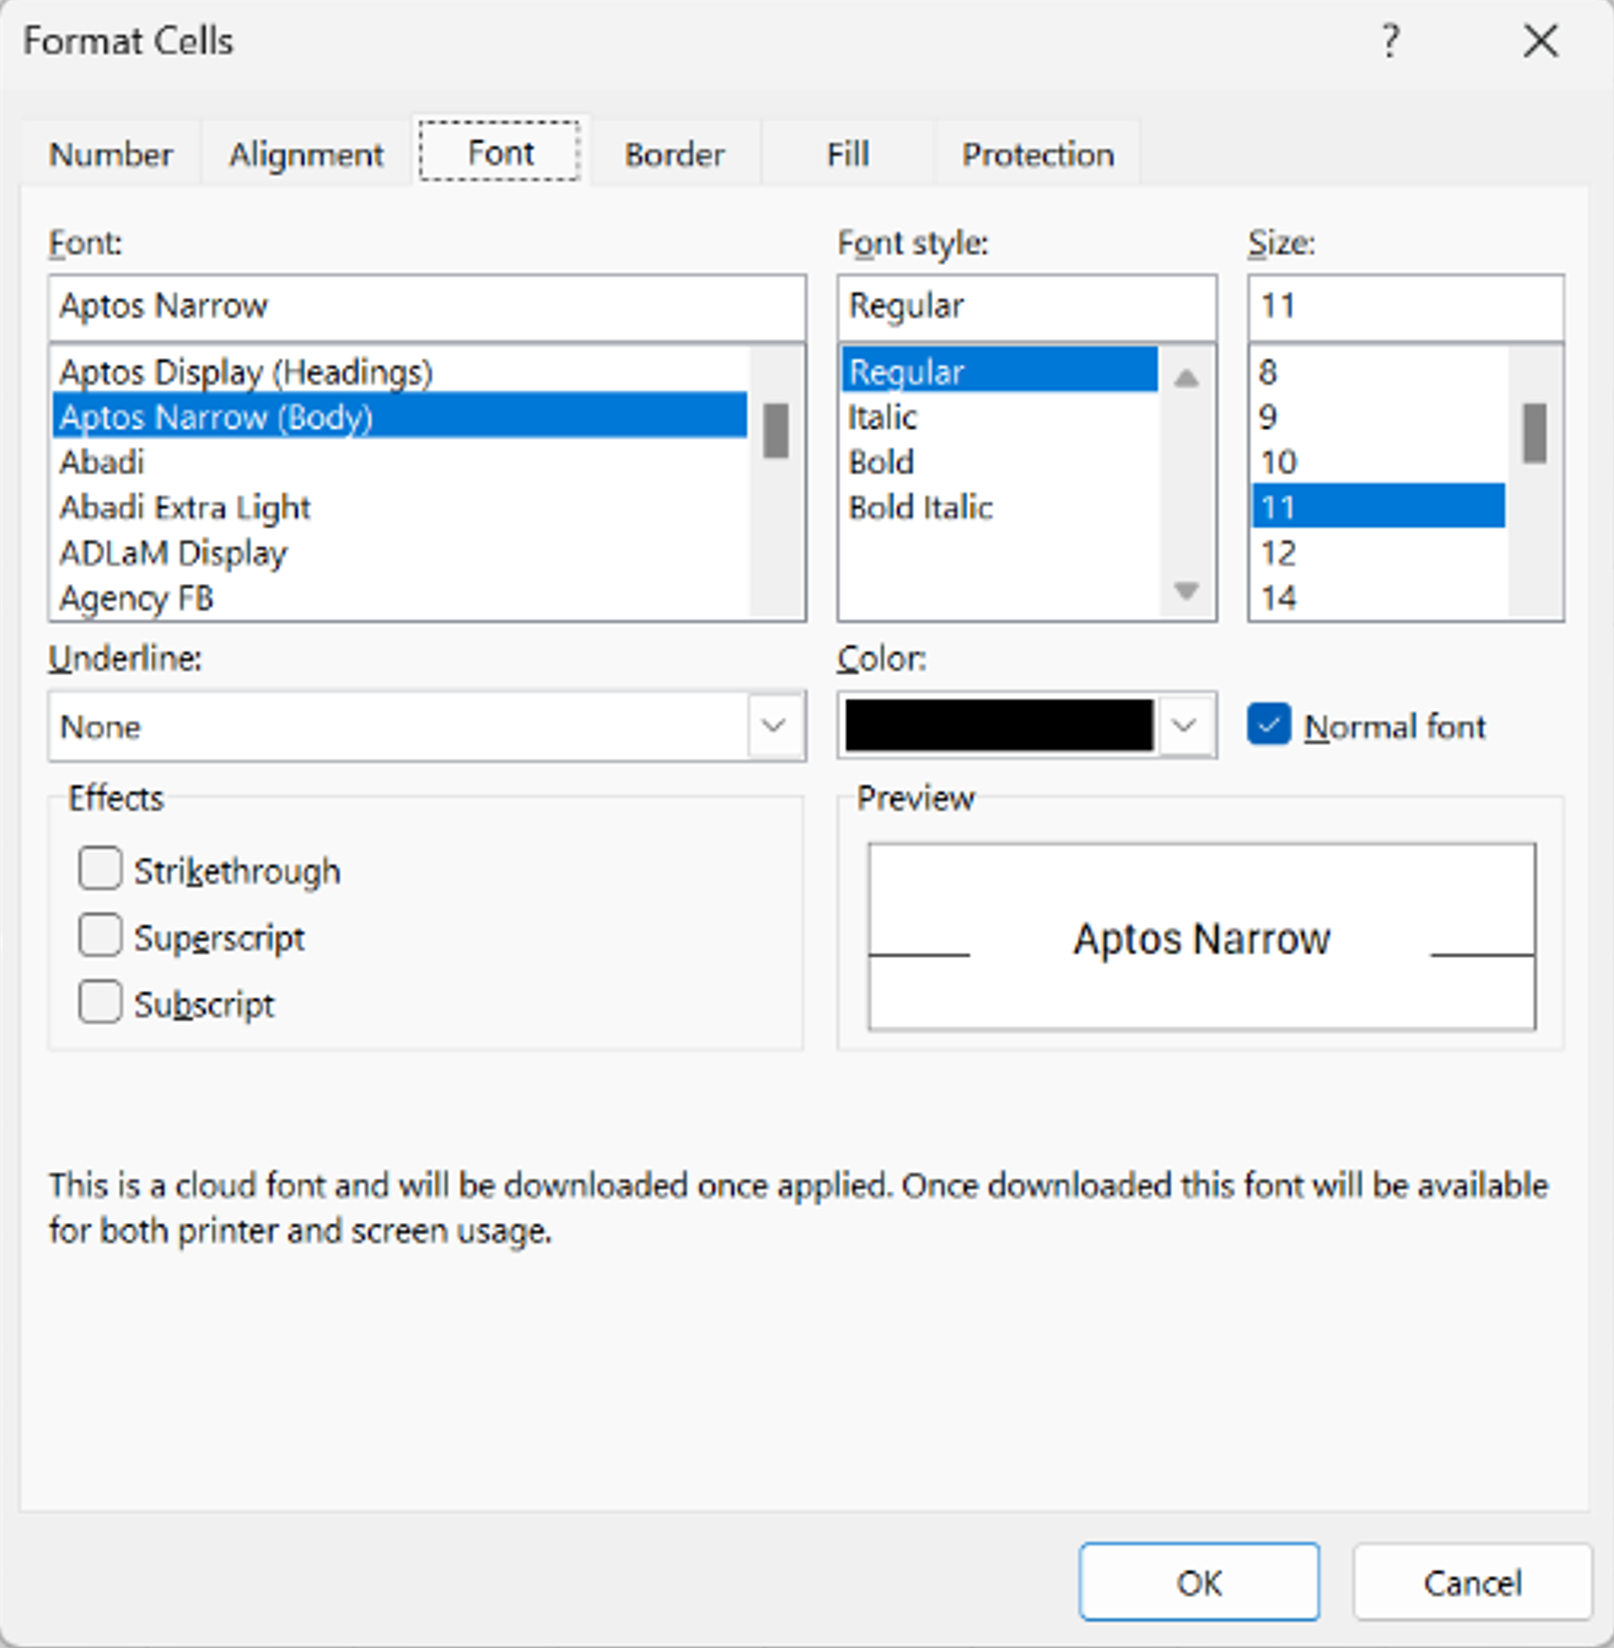 Format Cells
?
Number Alignment Font Border Fill Protection
Font:
Aptos Narrow
Aptos Display (Headings)
Aptos Narrow (Body)
Abadi
Abadi Extra Light
ADLaM Display
Agency FB
Font style:
Regular
Regular
Italic
Bold
Bold Italic
Size:
11
8
9
10
11
12
14
Underline:
None
Color:
Normal font
Effects
Strikethrough
Superscript
Subscript
Preview
Aptos Narrow
This is a cloud font and will be downloaded once applied. Once downloaded this font will be available
for both printer and screen usage.
OK Cancel